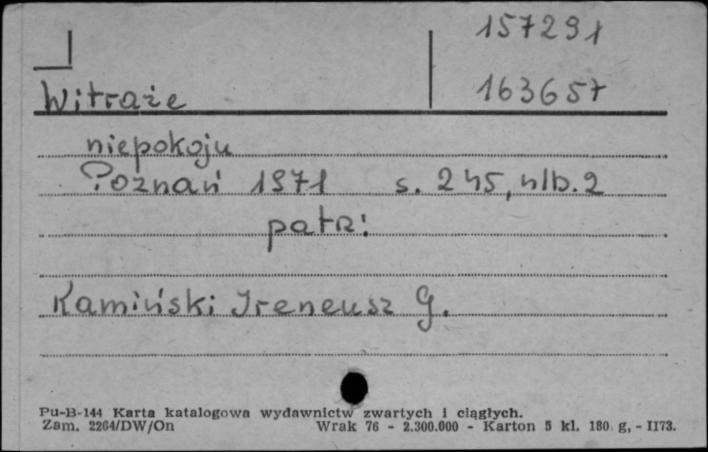 157291
163657
Witraże
niepokoju
Poznań 1971 s. 245, nlb. 2
patrz:
Kamiński Ireneusz G.
Pu-B-144 Karta katalogowa wydawnictw zwartych i ciągłych.
Zam. 2264/DW/On Wrak 76 - 2.300.000 - Karton 5 kl. 180 g, - II73.